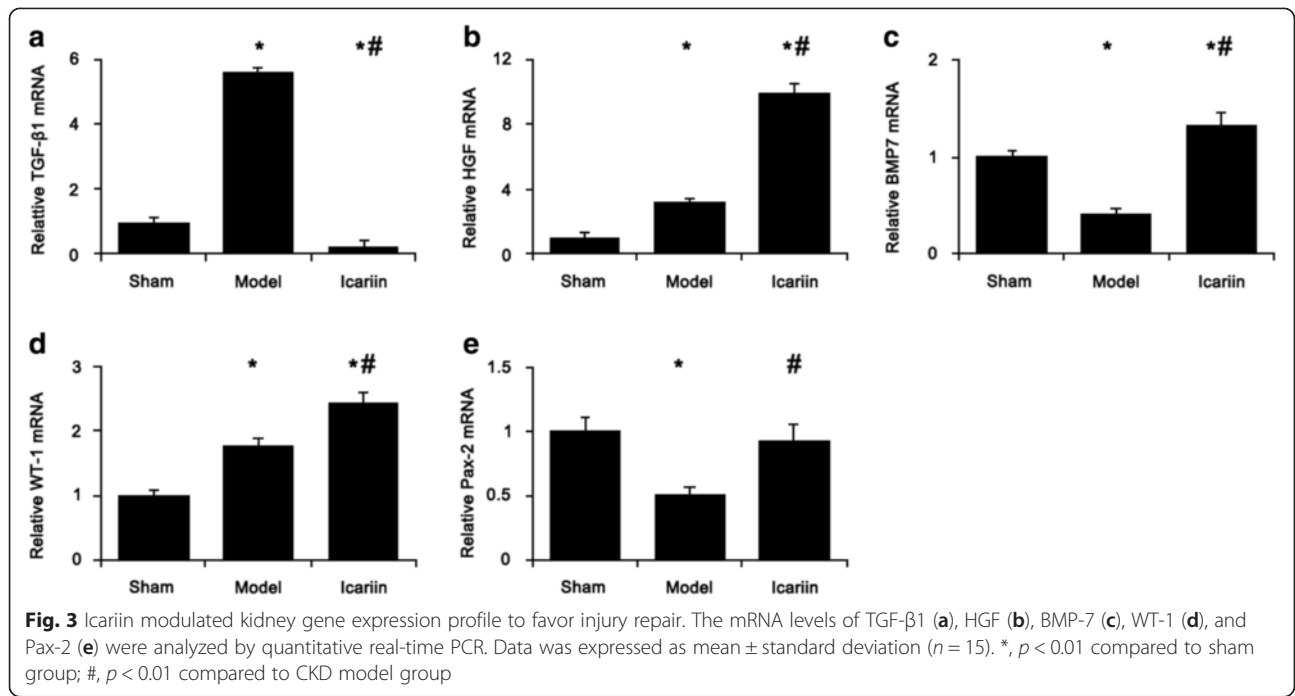 a
* *#
Relattive TGF-β1 mRNA
6
4
2
0
Sham Model Icariin
b
* *#
Relative HGF mRNA
12
8
4
0
Sham Model Icariin
c
* *#
Relative BMP7 mRNA
2
1
0
Sham Model Icariin
d
* *#
Relative WT-1 mRNA
3
2
1
0
Sham Model Icariin
e
* #
Relative Pax-2 mRNA
1.5
1
0.5
0
Sham Model Icariin
Fig. 3 Icariin modulated kidney gene expression profile to favor injury repair. The mRNA levels of TGF-β1 (a), HGF (b), BMP-7 (c), WT-1 (d), and
Pax-2 (e) were analyzed by quantitative real-time PCR. Data was expressed as mean ± standard deviation (n = 15). *, p < 0.01 compared to sham
group; #, p < 0.01 compared to CKD model group